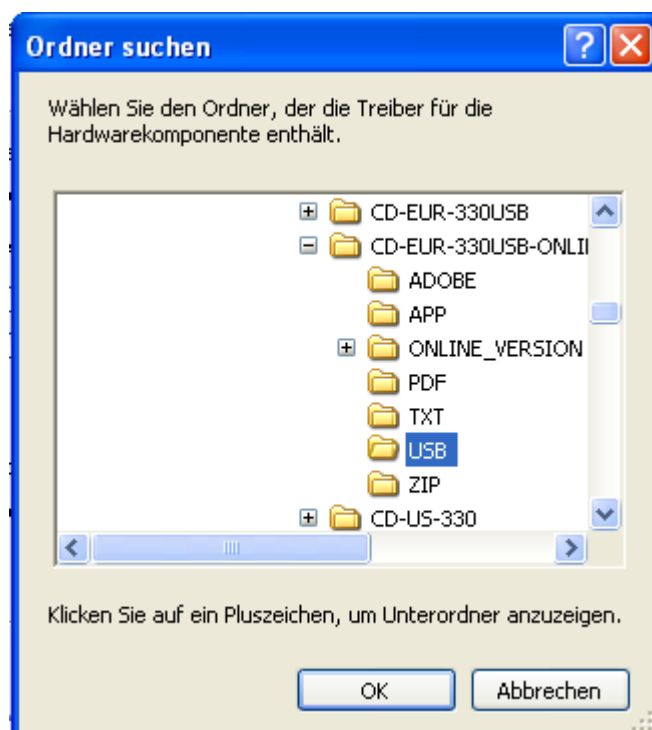 Ordner suchen
Wählen Sie den Ordner, der die Treiber für die
Hardwarekomponente enthält.
CD-EUR-330USB
CD-EUR-330USB-ONLI
ADOBE
APP
ONLINE_VERSION
PDF
TXT
USB
ZIP
CD-US-330
Klicken Sie auf ein Pluszeichen, um Unterordner anzuzeigen.
OK Abbrechen